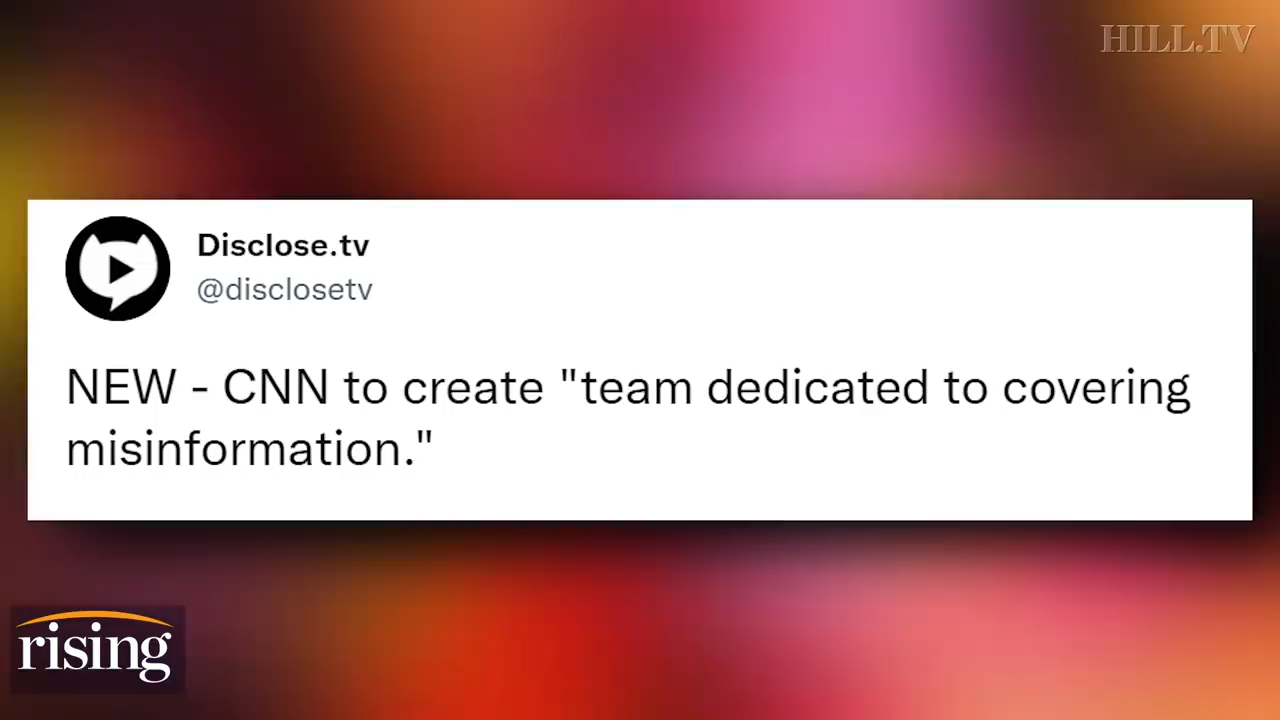 HILL.TV
Disclose.tv
@disclosetv
NEW - CNN to create "team dedicated to covering
misinformation."
rising